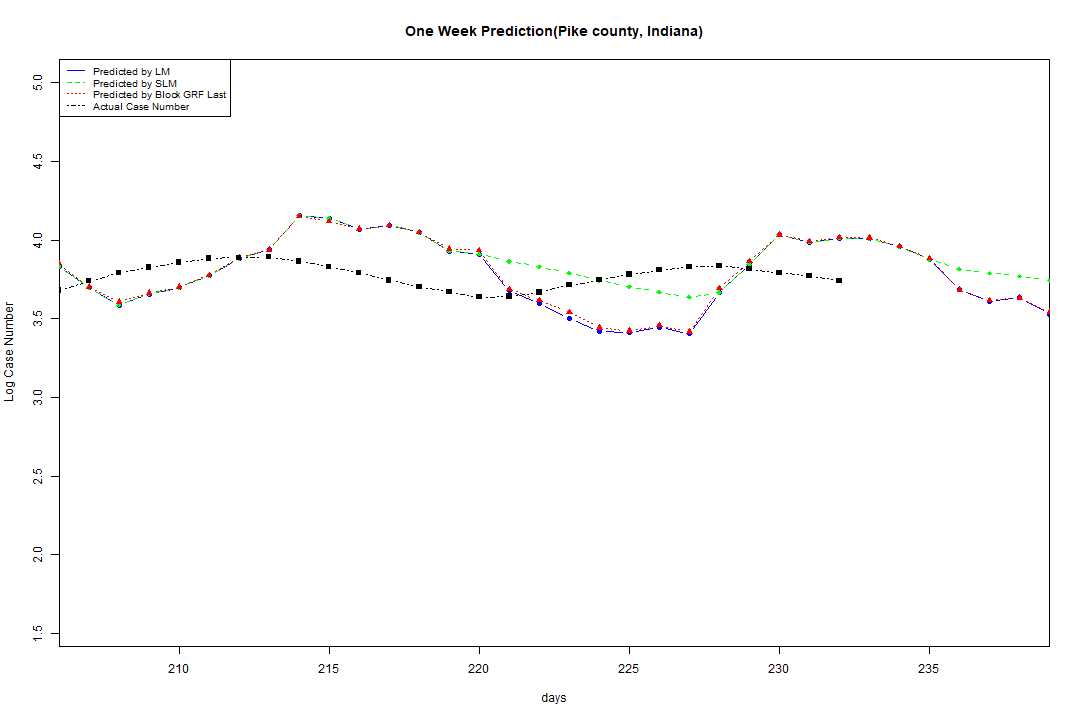 One Week Prediction(Pike county, Indiana)
Predicted by LM
Predicted by SLM
Predicted by Block GRF Last
Actual Case Number
5.0
4.5
4.0
3.5
3.0
2.5
2.0
1.5
Log Case Number
210 215 220 225 230 235
days